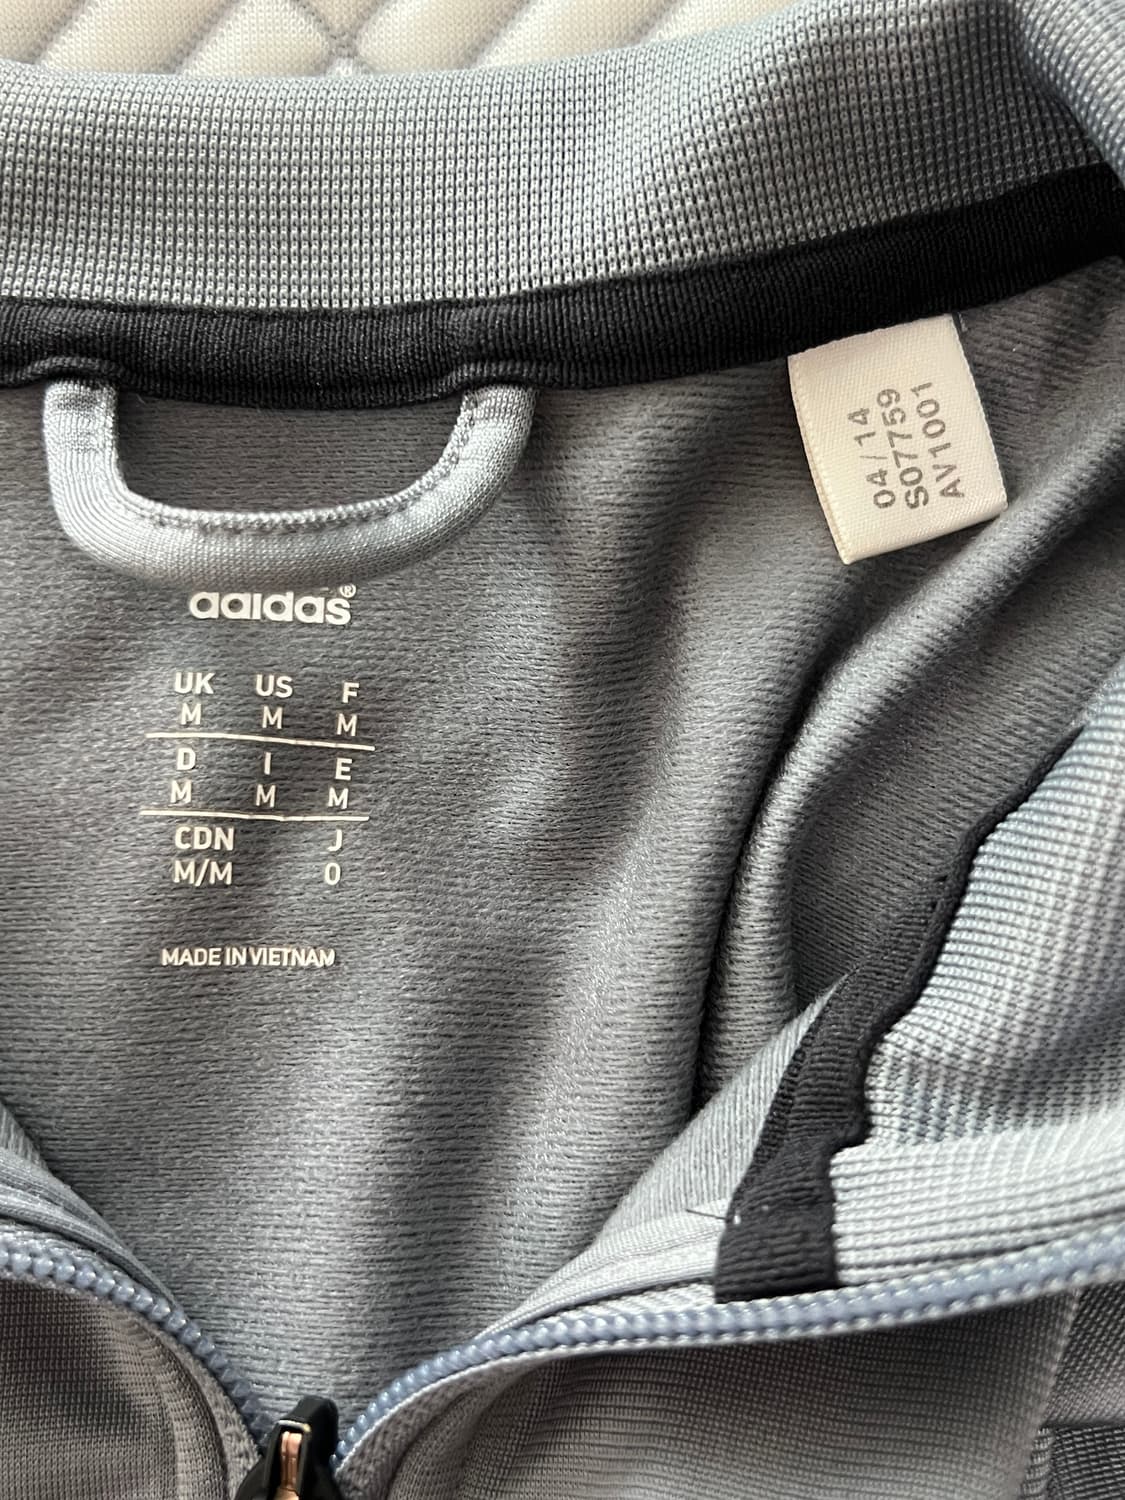 adidas®
UK US F
M M M
D I E
M M M
CDN J
M/M O
MADE IN VIETNAM
04/14
S07759
AV1001